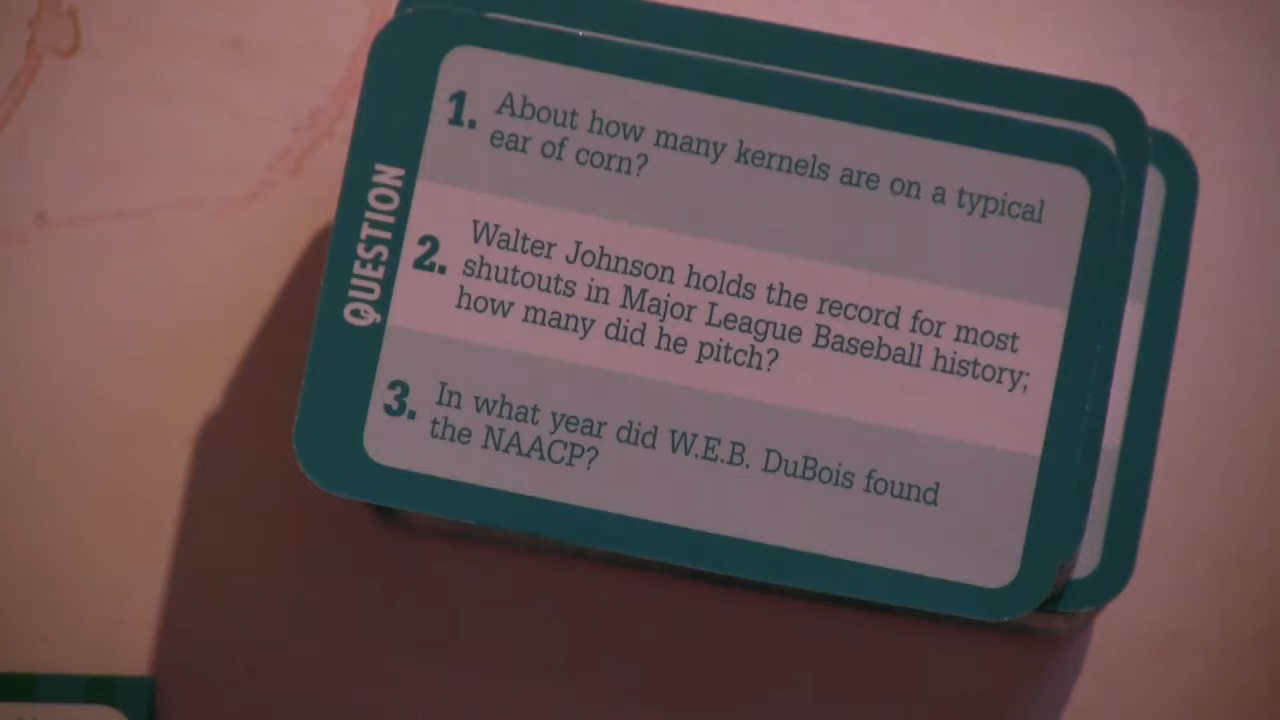 QUESTION
1. About how many kernels are on a typical
ear of corn?
2. Walter Johnson holds the record for most
shutouts in Major League Baseball history;
how many did he pitch?
3. In what year did W.E.B. DuBois found
the NAACP?